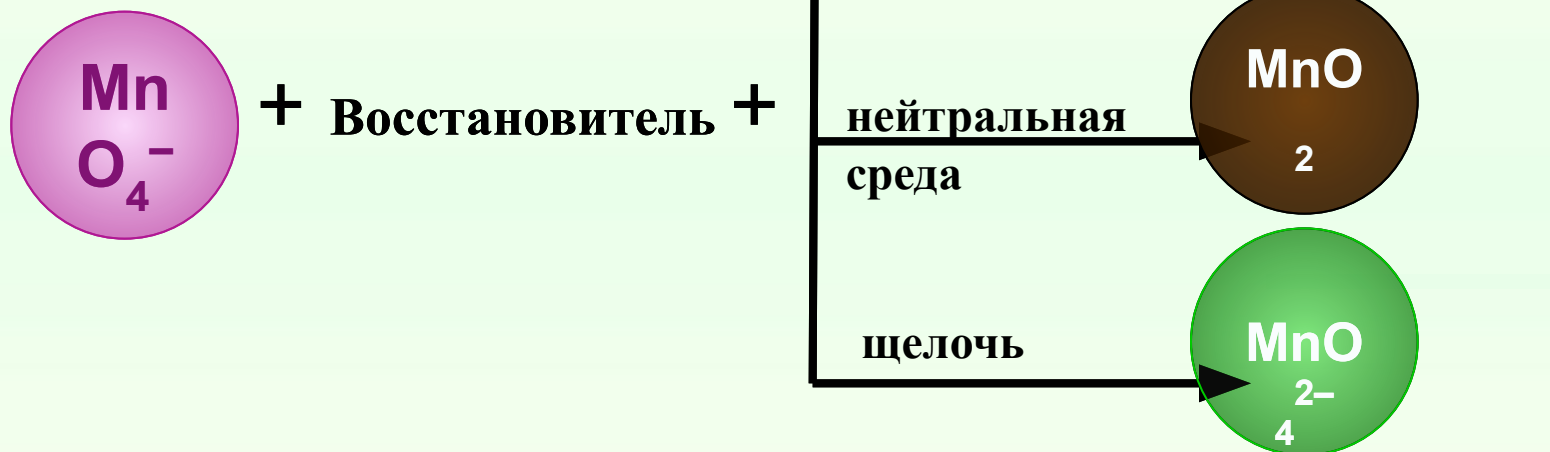 Mn
O₄⁻
+ Восстановитель +
нейтральная
среда
MnO
2
щелочь
MnO
2–
4